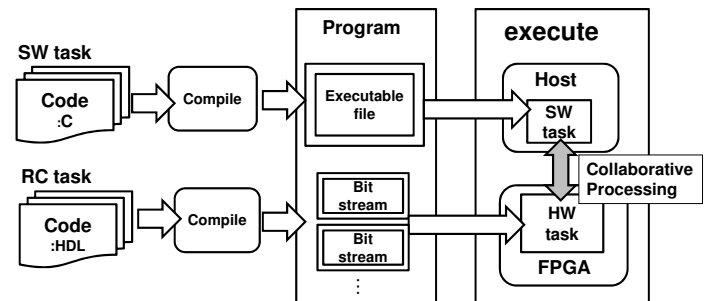 Program
execute
SW task
Code
:C
Compile
Executable
file
Host
SW
task
Collaborative
Processing
RC task
Code
:HDL
Compile
Bit
stream
Bit
stream
⋮
HW
task
FPGA